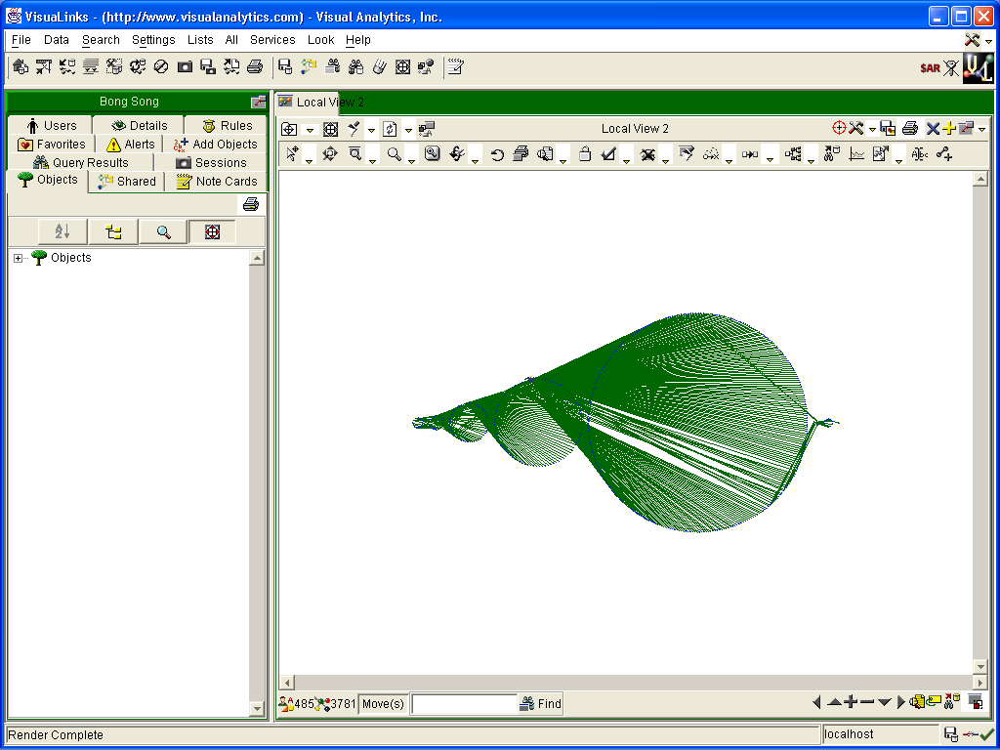 VisuaLinks - (http://www.visualanalytics.com) - Visual Analytics, Inc.
File Data Search Settings Lists All Services Look Help
SAR
Bong Song
Local View 2
Users Details Rules
Favorites Alerts Add Objects
Query Results Sessions
Objects Shared Note Cards
Local View 2
Objects
485 3781 Move(s) Find
Render Complete
localhost